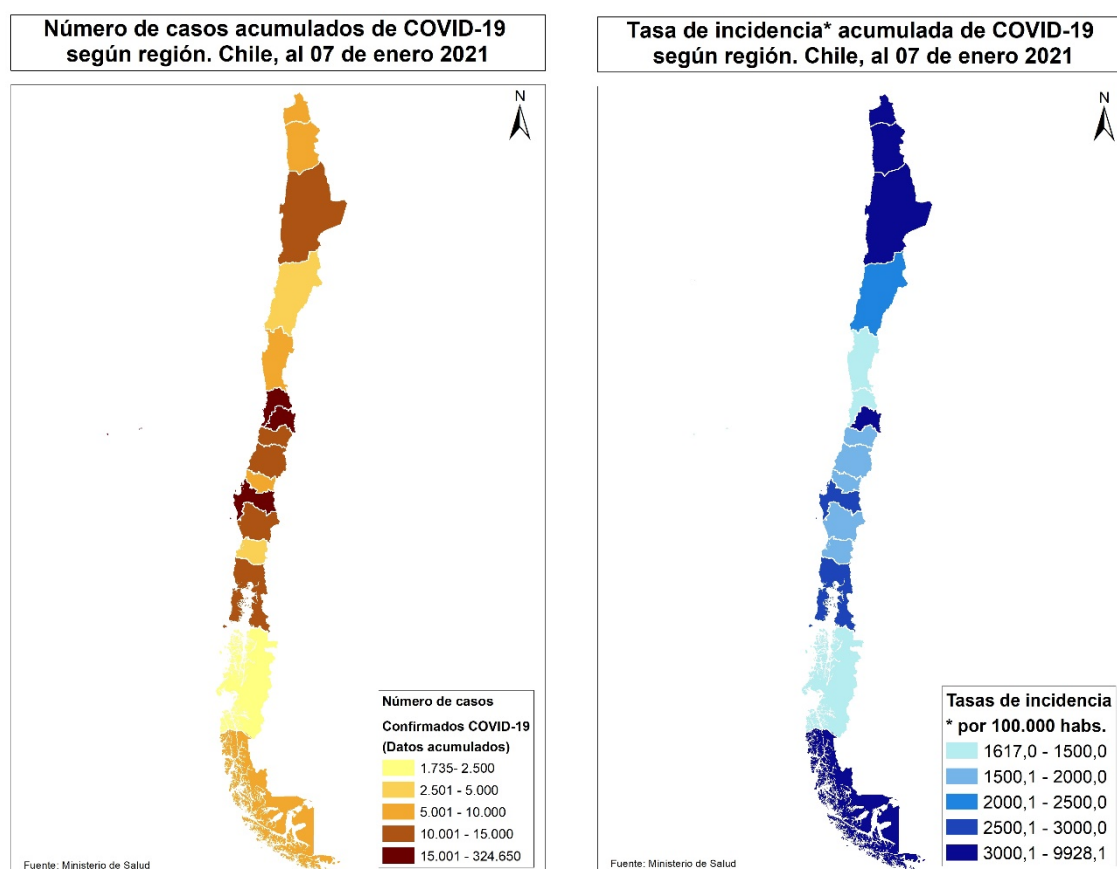 Número de casos acumulados de COVID-19
según región. Chile, al 07 de enero 2021
N
Número de casos
Confirmados COVID-19
(Datos acumulados)
1.735- 2.500
2.501 - 5.000
5.001 - 10.000
10.001 - 15.000
15.001 - 324.650
Fuente: Ministerio de Salud
Tasa de incidencia* acumulada de COVID-19
según región. Chile, al 07 de enero 2021
N
Tasas de incidencia
* por 100.000 habs.
1617,0 - 1500,0
1500,1 - 2000,0
2000,1 - 2500,0
2500,1 - 3000,0
3000,1 - 9928,1
Fuente: Ministerio de Salud